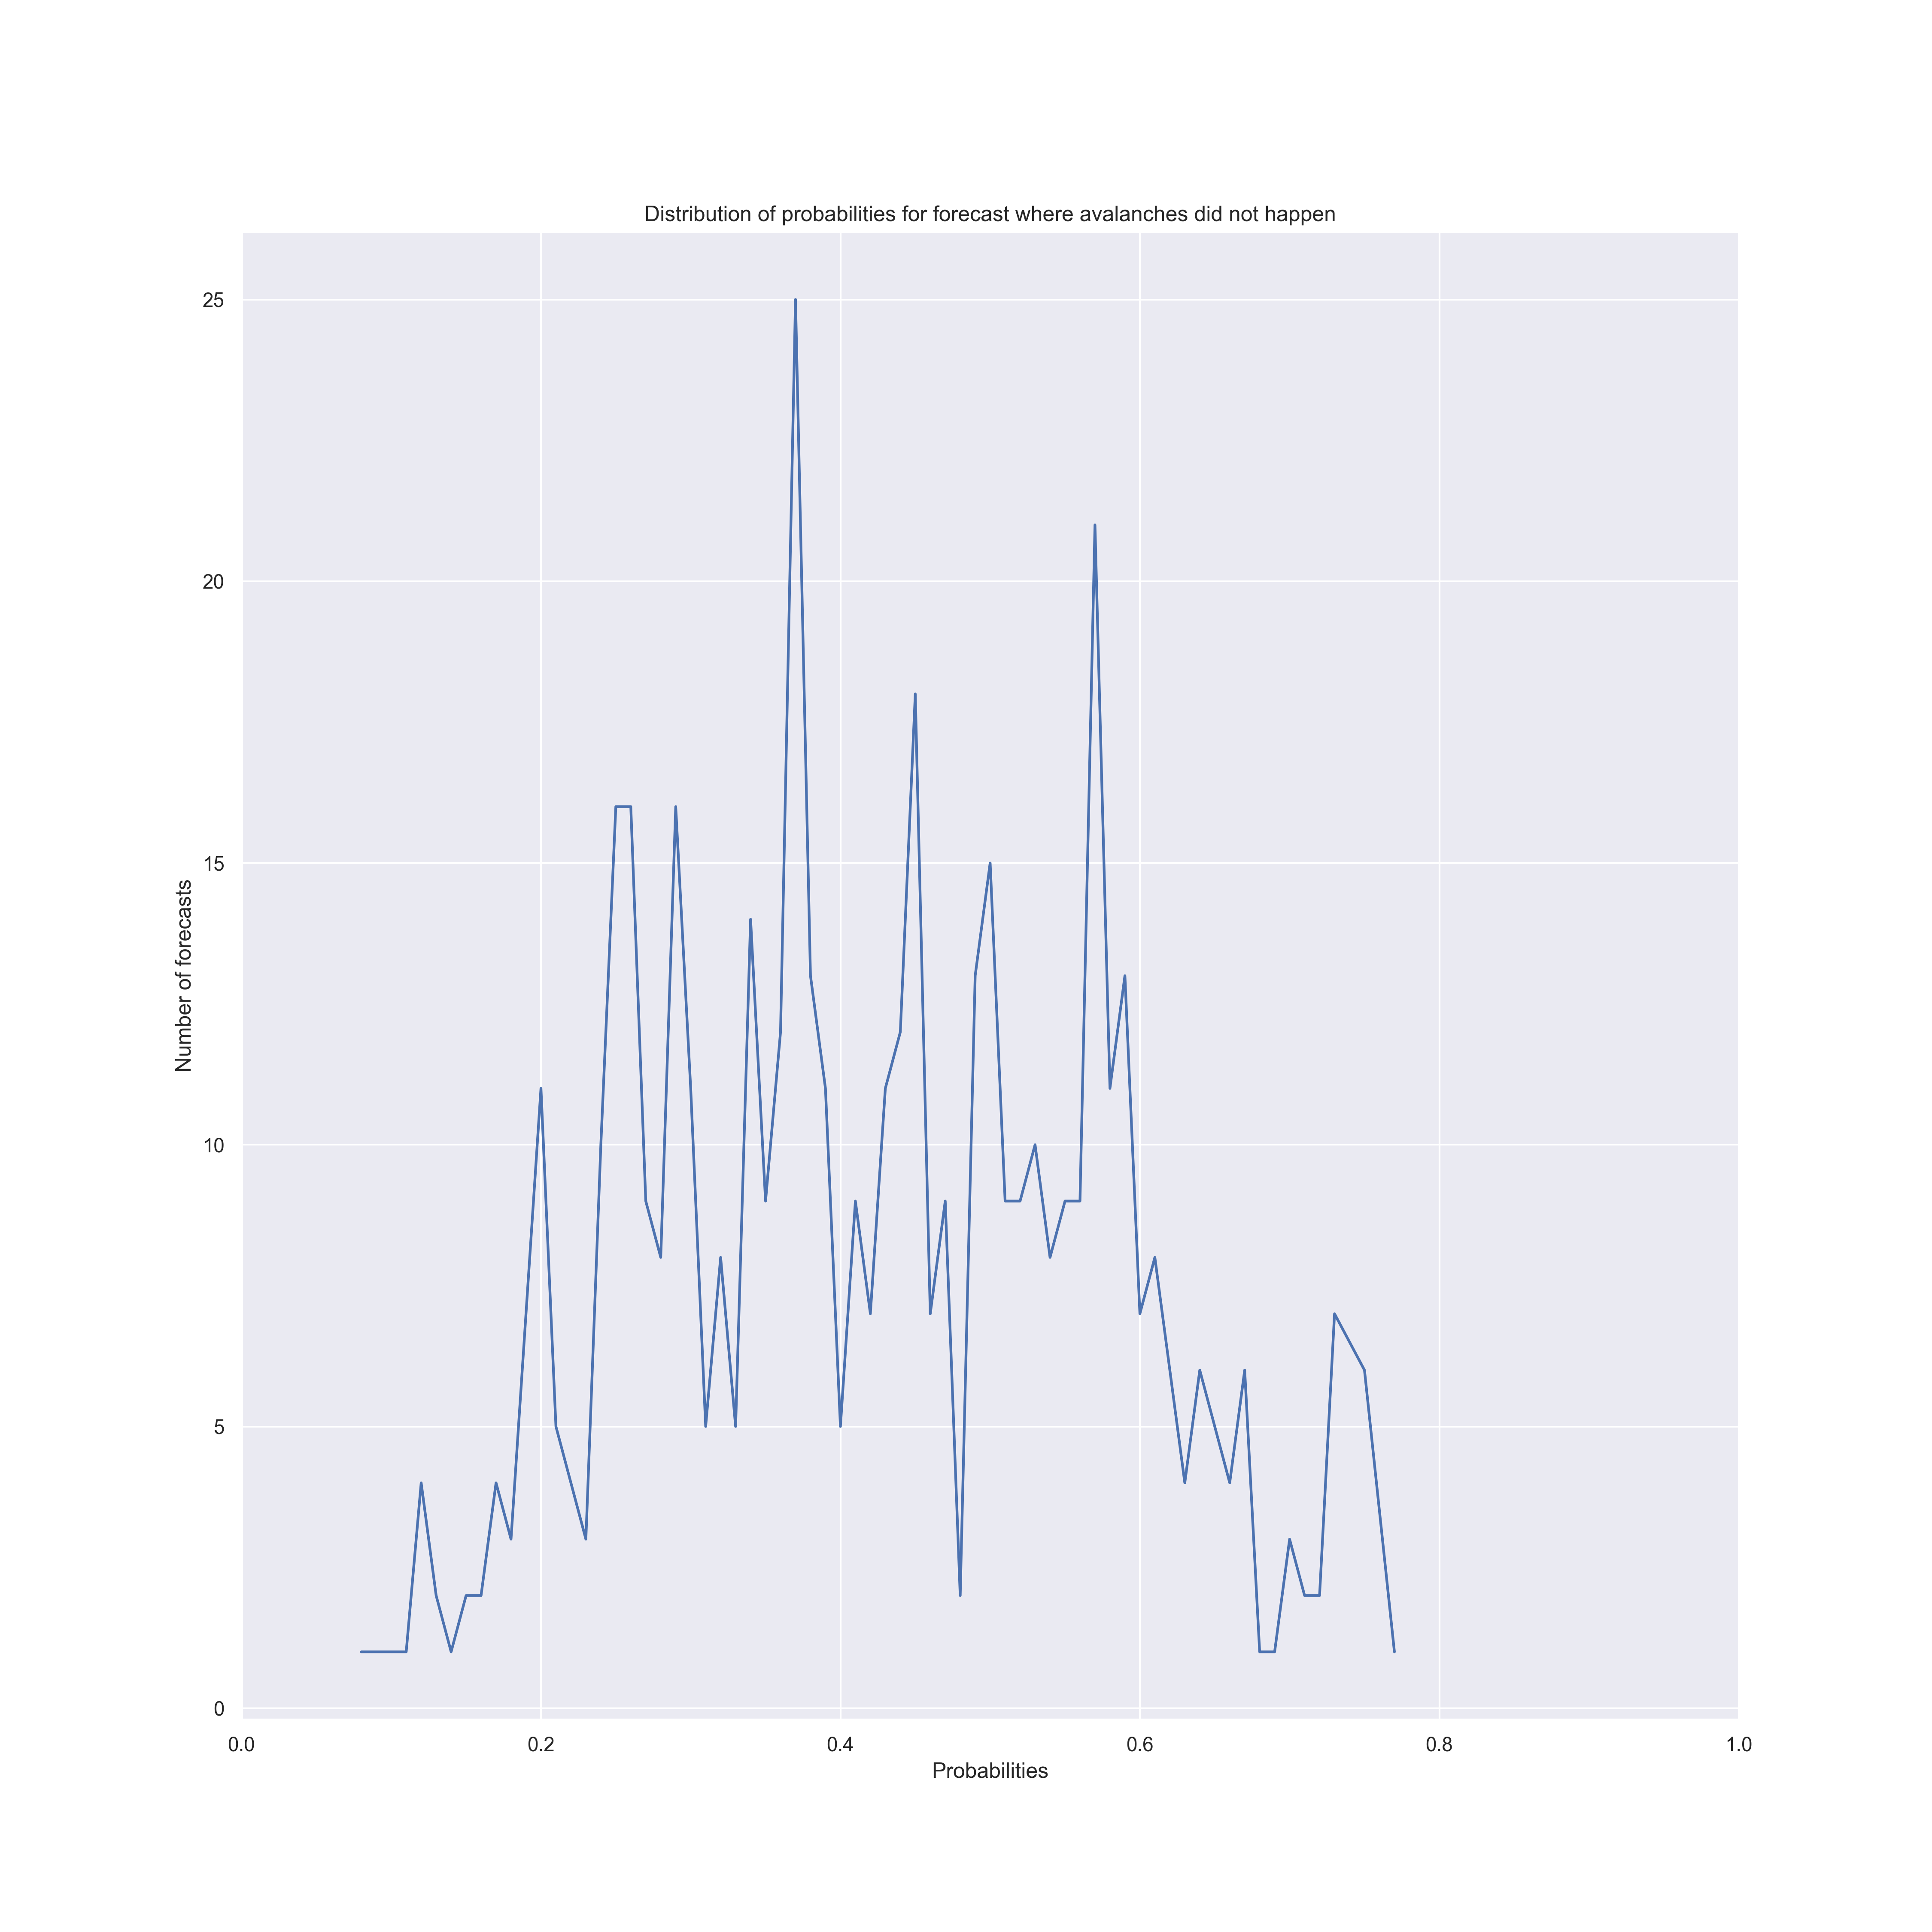 Distribution of probabilities for forecast where avalanches did not happen
25
20
15
10
5
0
Number of forecasts
0.0 0.2 0.4 0.6 0.8 1.0
Probabilities